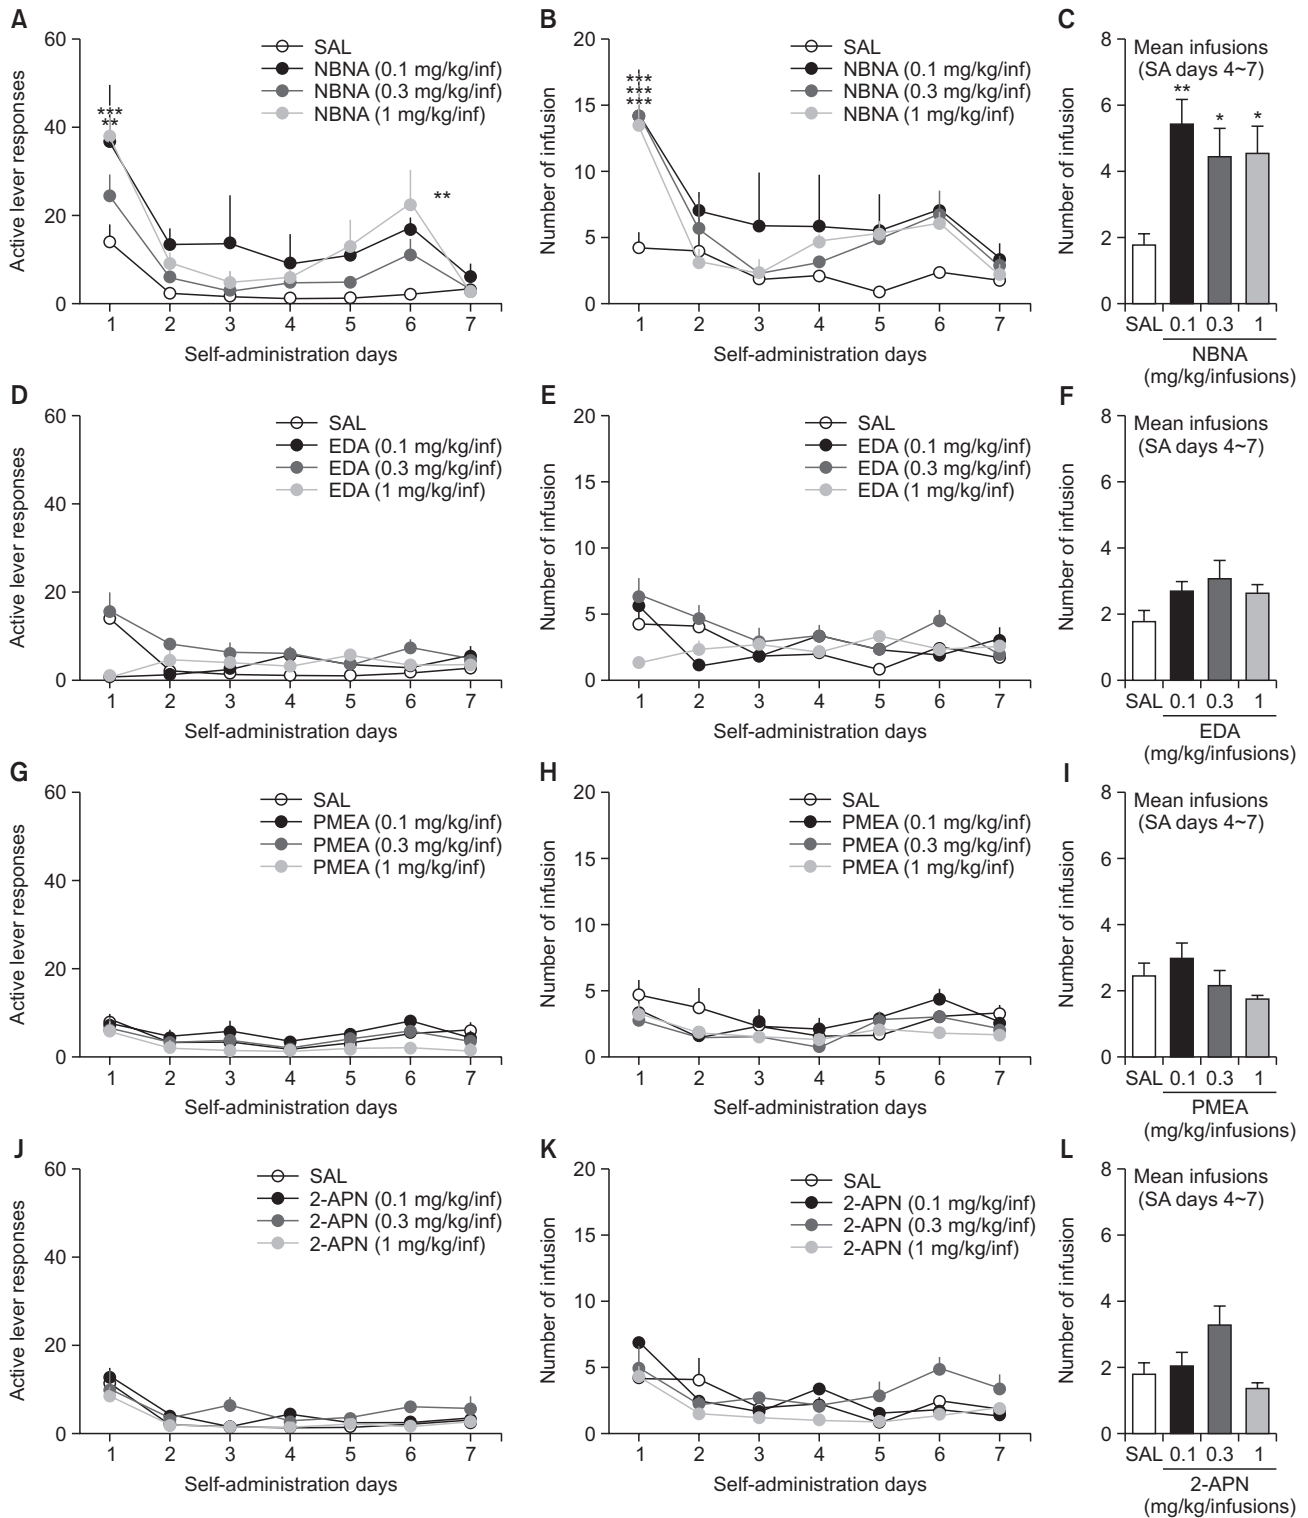 A
60
40
20
0
Active lever responses
SAL
NBNA (0.1 mg/kg/inf)
NBNA (0.3 mg/kg/inf)
NBNA (1 mg/kg/inf)
***
**
**
1 2 3 4 5 6 7
Self-administration days
B
20
15
10
5
0
Number of infusion
SAL
NBNA (0.1 mg/kg/inf)
NBNA (0.3 mg/kg/inf)
NBNA (1 mg/kg/inf)
***
***
***
1 2 3 4 5 6 7
Self-administration days
C
8
6
4
2
0
Number of infusion
Mean infusions
(SA days 4~7)
**
*
*
SAL 0.1 0.3 1
NBNA
(mg/kg/infusions)
D
60
40
20
0
Active lever responses
SAL
EDA (0.1 mg/kg/inf)
EDA (0.3 mg/kg/inf)
EDA (1 mg/kg/inf)
1 2 3 4 5 6 7
Self-administration days
E
20
15
10
5
0
Number of infusion
SAL
EDA (0.1 mg/kg/inf)
EDA (0.3 mg/kg/inf)
EDA (1 mg/kg/inf)
1 2 3 4 5 6 7
Self-administration days
F
8
6
4
2
0
Number of infusion
Mean infusions
(SA days 4~7)
SAL 0.1 0.3 1
EDA
(mg/kg/infusions)
G
60
40
20
0
Active lever responses
SAL
PMEA (0.1 mg/kg/inf)
PMEA (0.3 mg/kg/inf)
PMEA (1 mg/kg/inf)
1 2 3 4 5 6 7
Self-administration days
H
20
15
10
5
0
Number of infusion
SAL
PMEA (0.1 mg/kg/inf)
PMEA (0.3 mg/kg/inf)
PMEA (1 mg/kg/inf)
1 2 3 4 5 6 7
Self-administration days
I
8
6
4
2
0
Number of infusion
Mean infusions
(SA days 4~7)
SAL 0.1 0.3 1
PMEA
(mg/kg/infusions)
J
60
40
20
0
Active lever responses
SAL
2-APN (0.1 mg/kg/inf)
2-APN (0.3 mg/kg/inf)
2-APN (1 mg/kg/inf)
1 2 3 4 5 6 7
Self-administration days
K
20
15
10
5
0
Number of infusion
SAL
2-APN (0.1 mg/kg/inf)
2-APN (0.3 mg/kg/inf)
2-APN (1 mg/kg/inf)
1 2 3 4 5 6 7
Self-administration days
L
8
6
4
2
0
Number of infusion
Mean infusions
(SA days 4~7)
SAL 0.1 0.3 1
2-APN
(mg/kg/infusions)